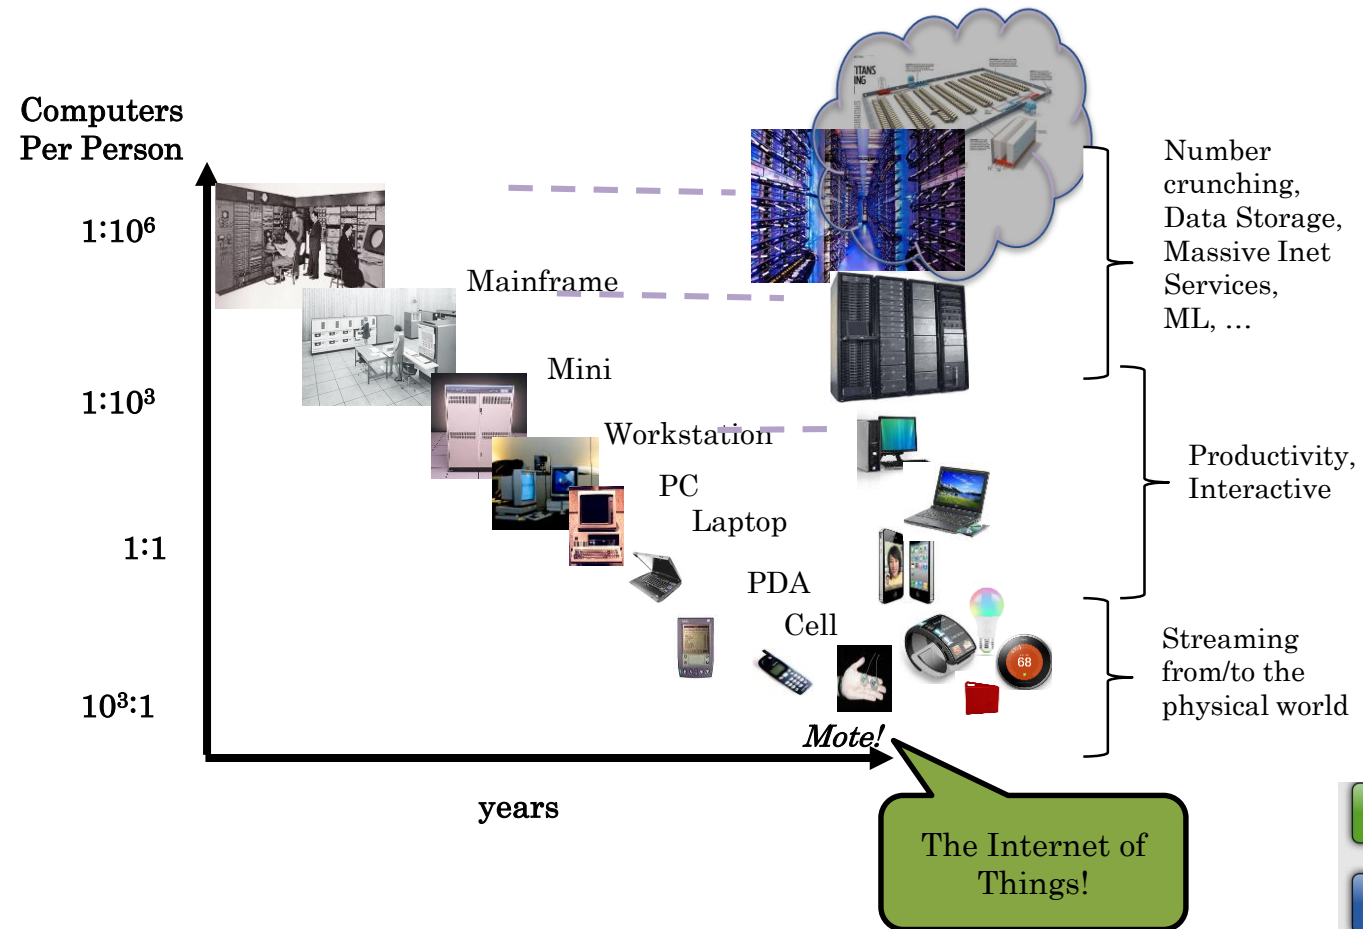 Computers
Per Person
1:10⁶
1:10³
1:1
10³:1
Mainframe
Mini
Workstation
PC
Laptop
PDA
Cell
Mote!
years
TITANS
NG
68
Number
crunching,
Data Storage,
Massive Inet
Services,
ML, …
Productivity,
Interactive
Streaming
from/to the
physical world
The Internet of
Things!